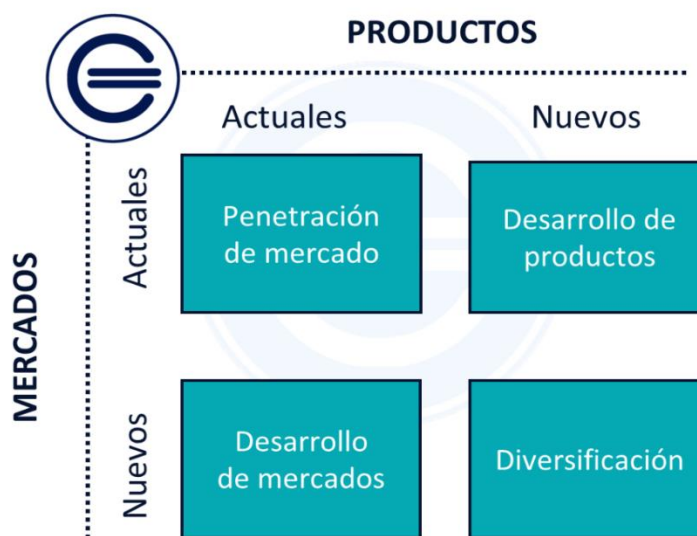 PRODUCTOS
Actuales
Nuevos
MERCADOS
Actuales
Penetración
de mercado
Desarrollo de
productos
Nuevos
Desarrollo
de mercados
Diversificación